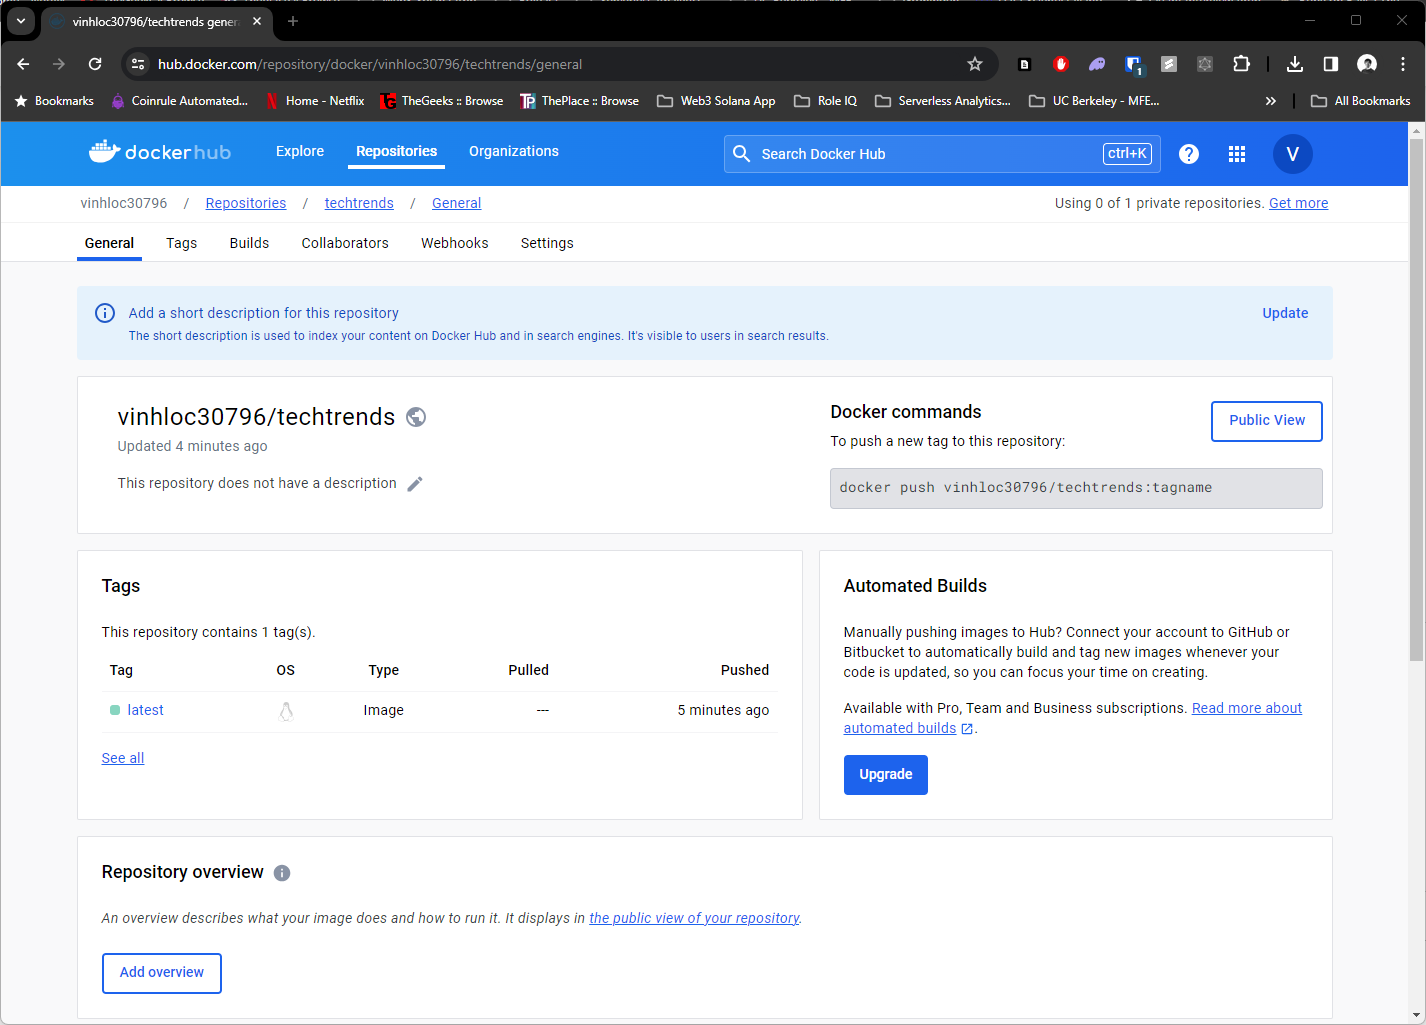 vinhloc30796/techtrends gener
hub.docker.com/repository/docker/vinhloc30796/techtrends/general
1
Bookmarks
Coinrule Automated...
Home - Netflix
TheGeeks :: Browse
ThePlace :: Browse
Web3 Solana App
Role IQ
Serverless Analytics...
UC Berkeley - MFE...
All Bookmarks
dockerhub
Explore
Repositories
Organizations
Search Docker Hub
ctrl+K
?
V
vinhloc30796 / Repositories / techtrends / General
Using 0 of 1 private repositories. Get more
General
Tags
Builds
Collaborators
Webhooks
Settings
Add a short description for this repository
Update
The short description is used to index your content on Docker Hub and in search engines. It's visible to users in search results.
vinhloc30796/techtrends
Updated 4 minutes ago
This repository does not have a description
Docker commands
Public View
To push a new tag to this repository:
docker push vinhloc30796/techtrends:tagname
Tags
This repository contains 1 tag(s).
Tag OS Type Pulled Pushed
latest Image --- 5 minutes ago
See all
Automated Builds
Manually pushing images to Hub? Connect your account to GitHub or
Bitbucket to automatically build and tag new images whenever your
code is updated, so you can focus your time on creating.
Available with Pro, Team and Business subscriptions. Read more about
automated builds .
Upgrade
Repository overview
An overview describes what your image does and how to run it. It displays in the public view of your repository.
Add overview